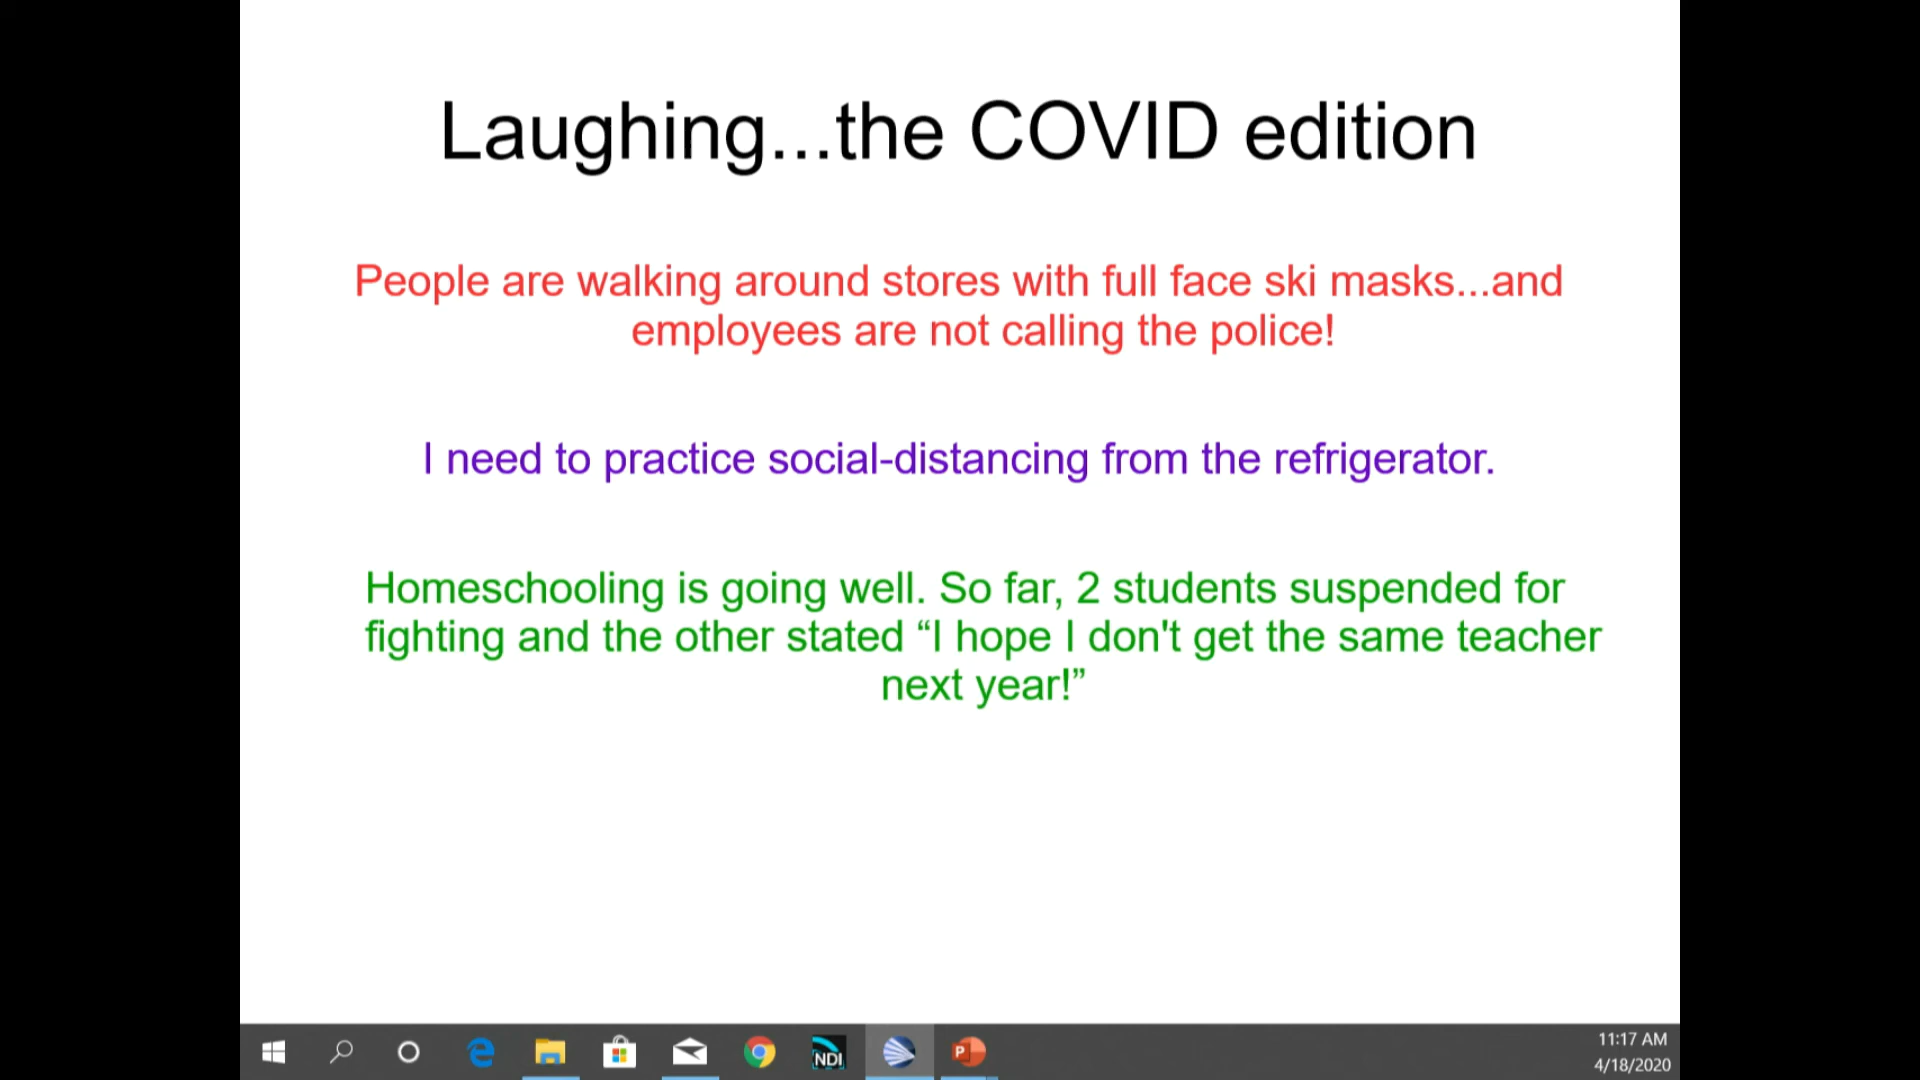 Laughing...the COVID edition
People are walking around stores with full face ski masks...and
employees are not calling the police!
I need to practice social-distancing from the refrigerator.
Homeschooling is going well. So far, 2 students suspended for
fighting and the other stated “I hope I don't get the same teacher
next year!”
NDI
P
11:17 AM
4/18/2020